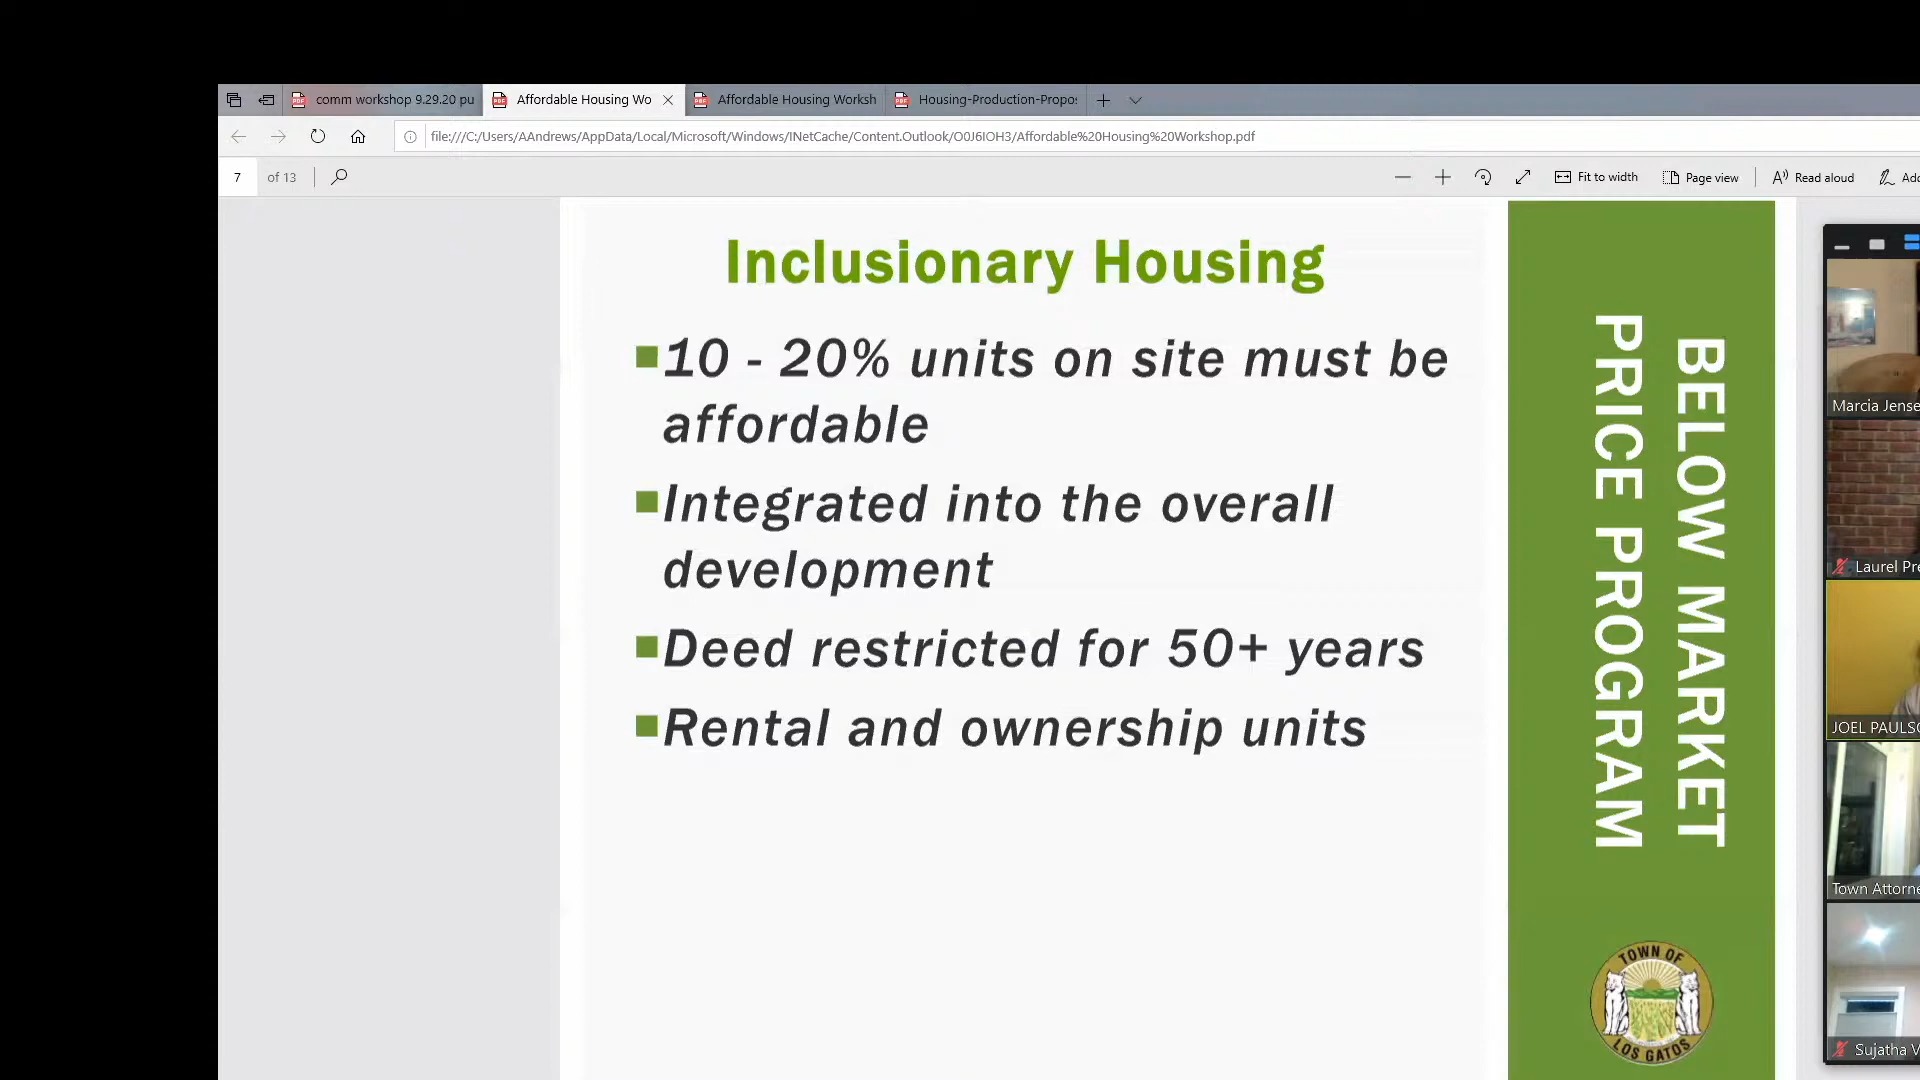 comm workshop 9.29.20 pu
Affordable Housing Wo
Affordable Housing Worksh
Housing-Production-Propos
file:///C:/Users/AAndrews/AppData/Local/Microsoft/Windows/INetCache/Content.Outlook/O0J6IOH3/Affordable%20Housing%20Workshop.pdf
7 of 13
Fit to width
Page view
Read aloud
Add
Inclusionary Housing
10 - 20% units on site must be
affordable
Integrated into the overall
development
Deed restricted for 50+ years
Rental and ownership units
BELOW MARKET
PRICE PROGRAM
TOWN OF
LOS GATOS
Marcia Jense
Laurel Pre
JOEL PAULSO
Town Attorne
Sujatha V